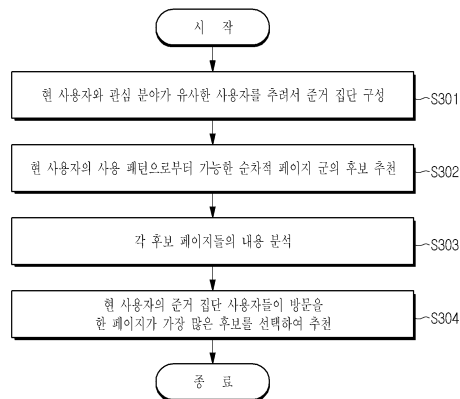 시 작
현 사용자와 관심 분야가 유사한 사용자를 추려서 준거 집단 구성
S301
현 사용자의 사용 패턴으로부터 가능한 순차적 페이지 군의 후보 추천
S302
각 후보 페이지들의 내용 분석
S303
현 사용자의 준거 집단 사용자들이 방문을
한 페이지가 가장 많은 후보를 선택하여 추천
S304
종 료